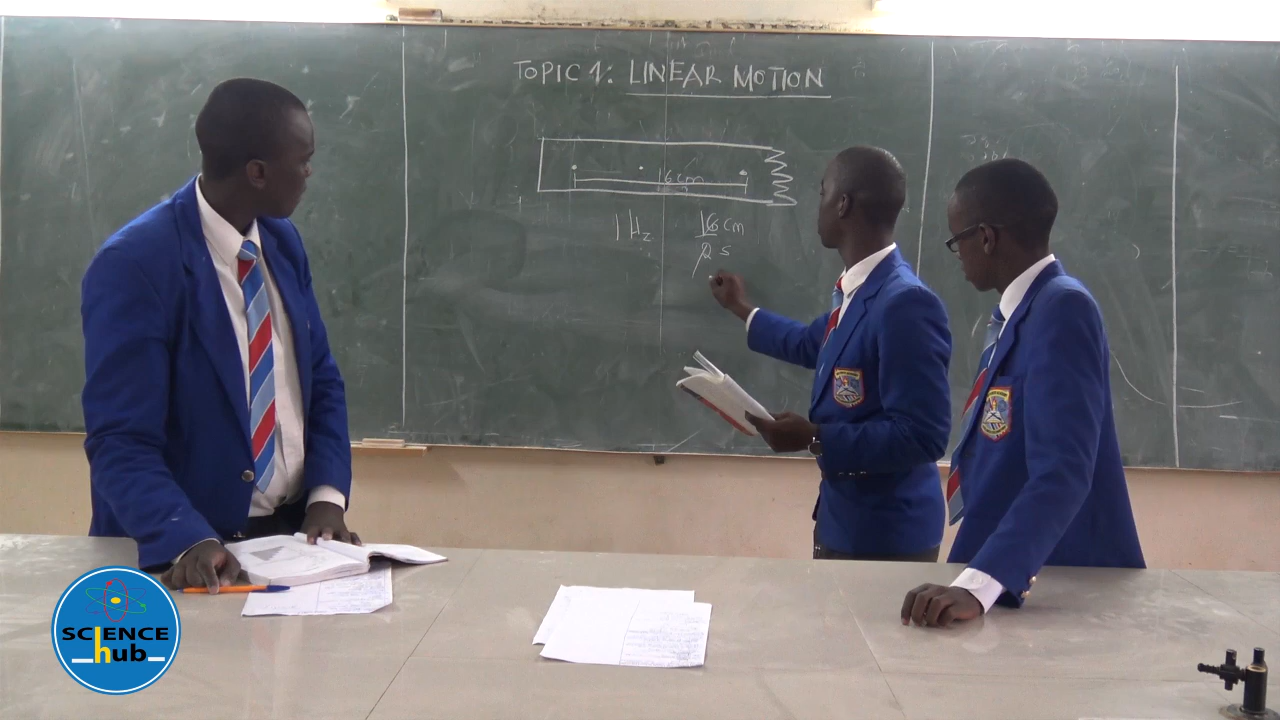 TOPIC 1: LINEAR MOTION
16cm
1Hz 16cm
2s
SCIENCE
hub